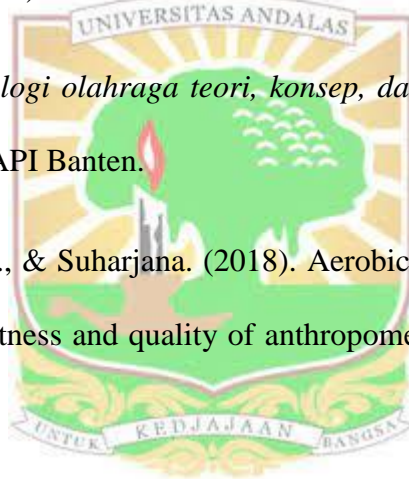 UNIVERSITAS ANDALAS
logi olahraga teori, konsep, da
API Banten.
., & Suharjana. (2018). Aerobic
tness and quality of anthropome
UNTUK KEDJAJAAN BANGSA